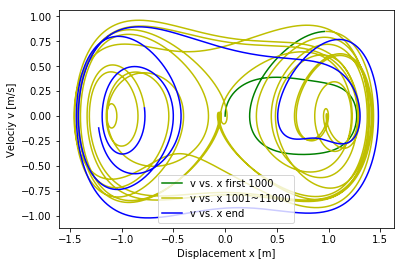 1.00
0.75
0.50
0.25
0.00
−0.25
−0.50
−0.75
−1.00
Velociy v [m/s]
v vs. x first 1000
v vs. x 1001~11000
v vs. x end
−1.5 −1.0 −0.5 0.0 0.5 1.0 1.5
Displacement x [m]